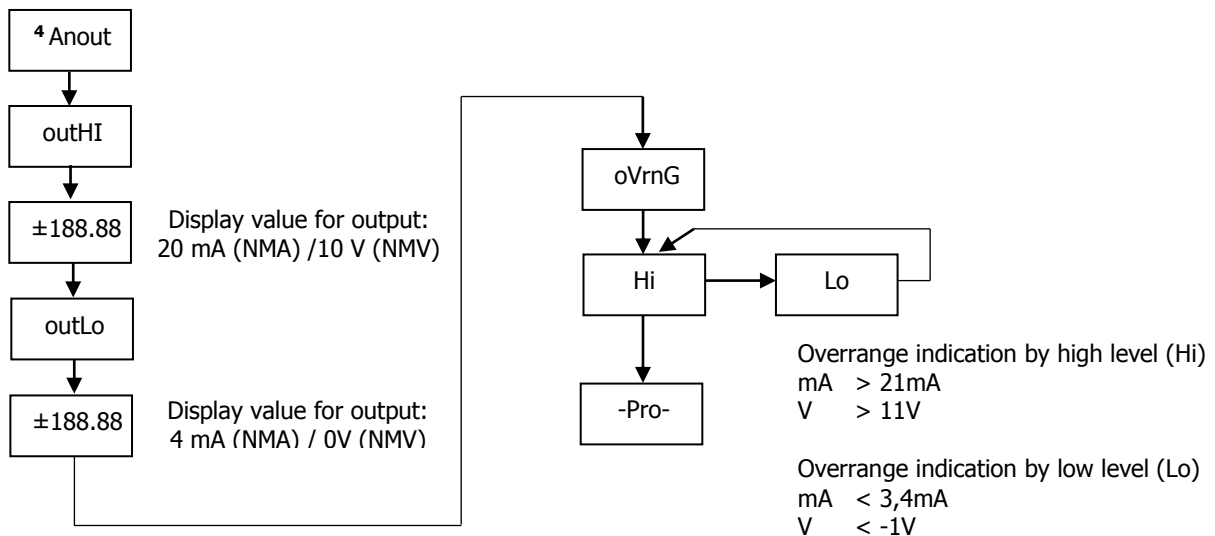 ⁴ Anout
outHI
±188.88
Display value for output:
20 mA (NMA) /10 V (NMV)
outLo
±188.88
Display value for output:
4 mA (NMA) / 0V (NMV)
oVrnG
Hi
Lo
-Pro-
Overrange indication by high level (Hi)
mA > 21mA
V > 11V
Overrange indication by low level (Lo)
mA < 3,4mA
V < -1V